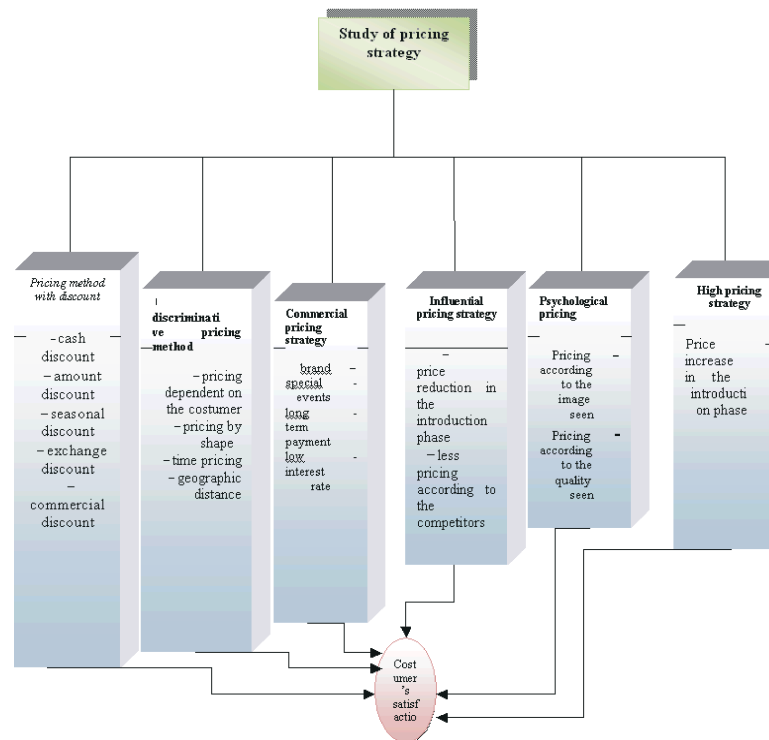 Study of pricing
strategy
Pricing method
with discount
– cash
discount
– amount
discount
– seasonal
discount
– exchange
discount
–
commercial
discount
discriminati
ve pricing
method
– pricing
dependent on
the costumer
– pricing by
shape
– time pricing
– geographic
distance
Commercial
pricing
strategy
brand –
special -
events
long -
term
payment
low -
interest
rate
Influential
pricing strategy
–
price
reduction in
the
introduction
phase
– less
pricing
according to
the
competitors
Psychological
pricing
Pricing –
according
to the
image
seen
Pricing –
according
to the
quality
seen
High pricing
strategy
–
Price
increase
in the
introducti
on phase
Cost
umer
's
satisf
actio